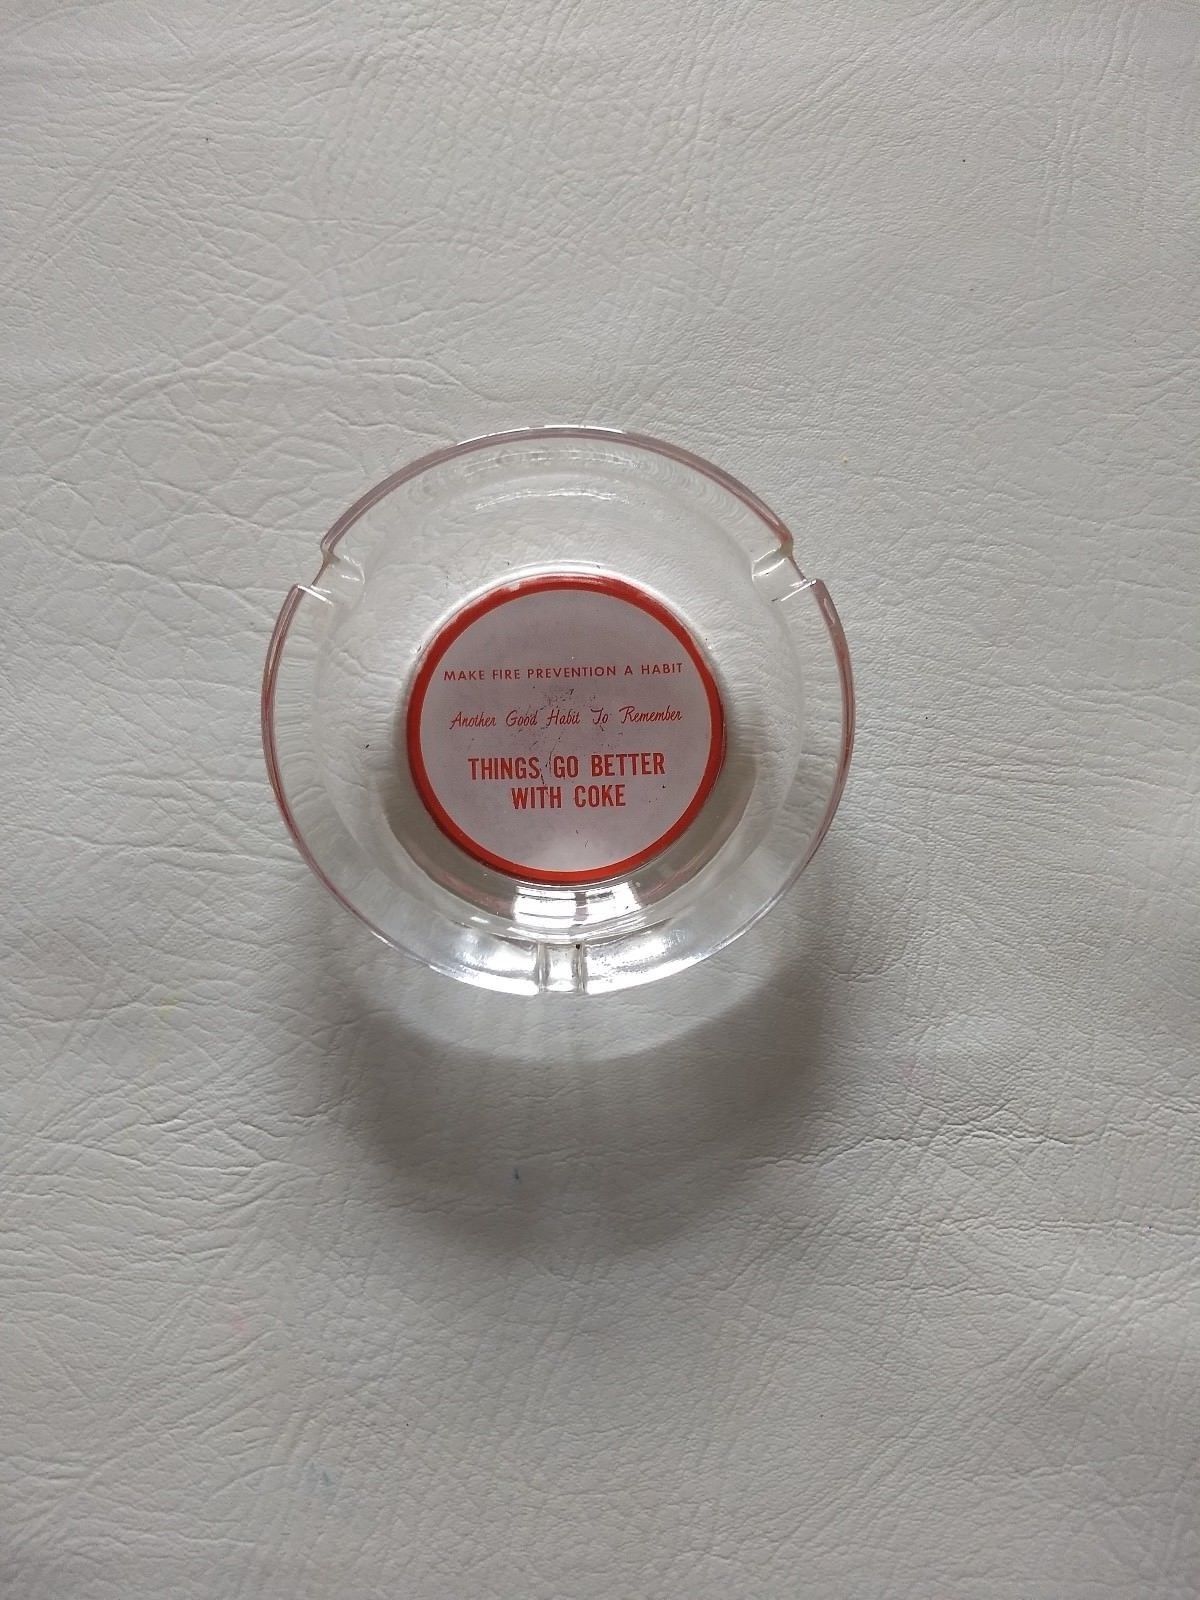 MAKE FIRE PREVENTION A HABIT
Another Good Habit To Remember
THINGS GO BETTER
WITH COKE